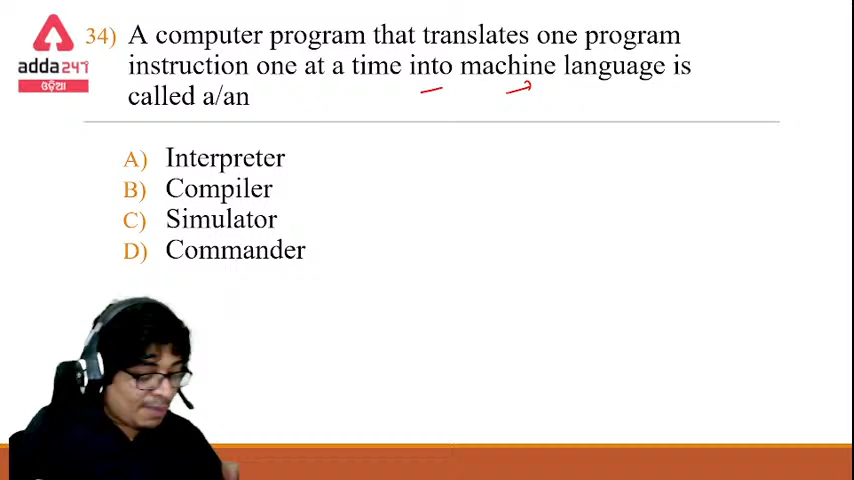 adda247
ଓଡ଼ିଆ
34) A computer program that translates one program
instruction one at a time into machine language is
called a/an
A) Interpreter
B) Compiler
C) Simulator
D) Commander